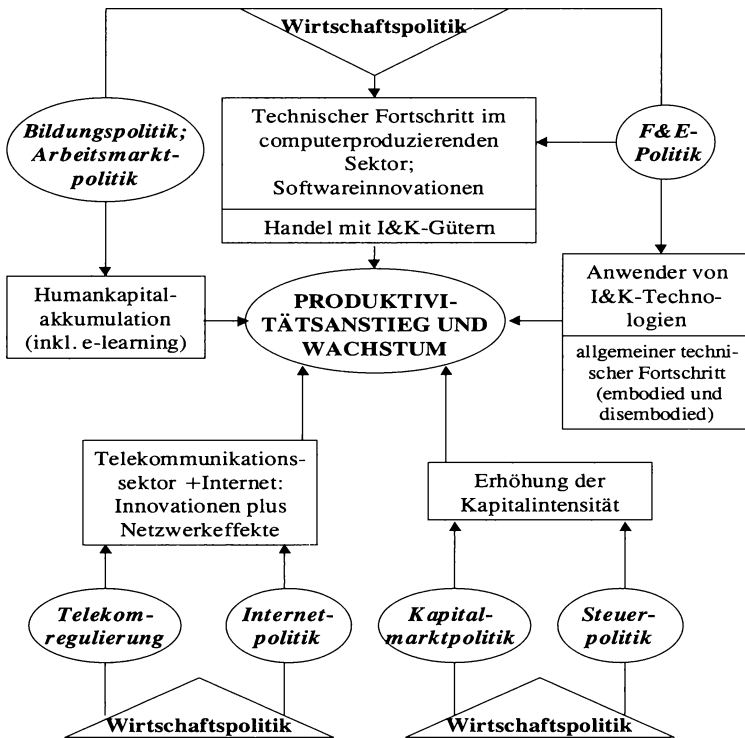 Wirtschaftspolitik
Bildungspolitik;
Arbeitsmarkt-
politik
Technischer Fortschritt im
computerproduzierenden
Sektor;
Softwareinnovationen
Handel mit I&K-Gütern
F&E-
Politik
Humankapital-
akkumulation
(inkl. e-learning)
PRODUKTIVI-
TÄTSANSTIEG UND
WACHSTUM
Anwender von
I&K-Techno-
logien
allgemeiner techni-
scher Fortschritt
(embodied und
disembodied)
Telekommunikations-
sektor +Internet:
Innovationen plus
Netzwerkeffekte
Erhöhung der
Kapitalintensität
Telekom-
regulierung
Internet-
politik
Kapital-
marktpolitik
Steuer-
politik
Wirtschaftspolitik
Wirtschaftspolitik